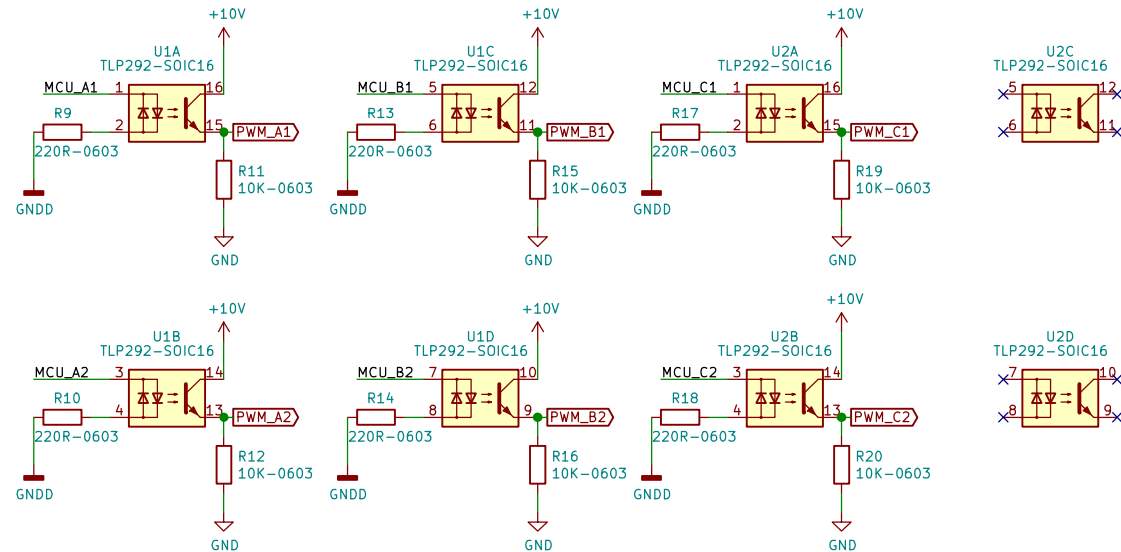 +10V
U1A
TLP292-SOIC16
MCU_A1
1
16
R9
2
15
PWM_A1
220R-0603
R11
10K-0603
GNDD
GND
+10V
U1C
TLP292-SOIC16
MCU_B1
5
12
R13
6
11
PWM_B1
220R-0603
R15
10K-0603
GNDD
GND
+10V
U2A
TLP292-SOIC16
MCU_C1
1
16
R17
2
15
PWM_C1
220R-0603
R19
10K-0603
GNDD
GND
U2C
TLP292-SOIC16
5
12
6
11
+10V
U1B
TLP292-SOIC16
MCU_A2
3
14
R10
4
13
PWM_A2
220R-0603
R12
10K-0603
GNDD
GND
+10V
U1D
TLP292-SOIC16
MCU_B2
7
10
R14
8
9
PWM_B2
220R-0603
R16
10K-0603
GNDD
GND
+10V
U2B
TLP292-SOIC16
MCU_C2
3
14
R18
4
13
PWM_C2
220R-0603
R20
10K-0603
GNDD
GND
U2D
TLP292-SOIC16
7
10
8
9